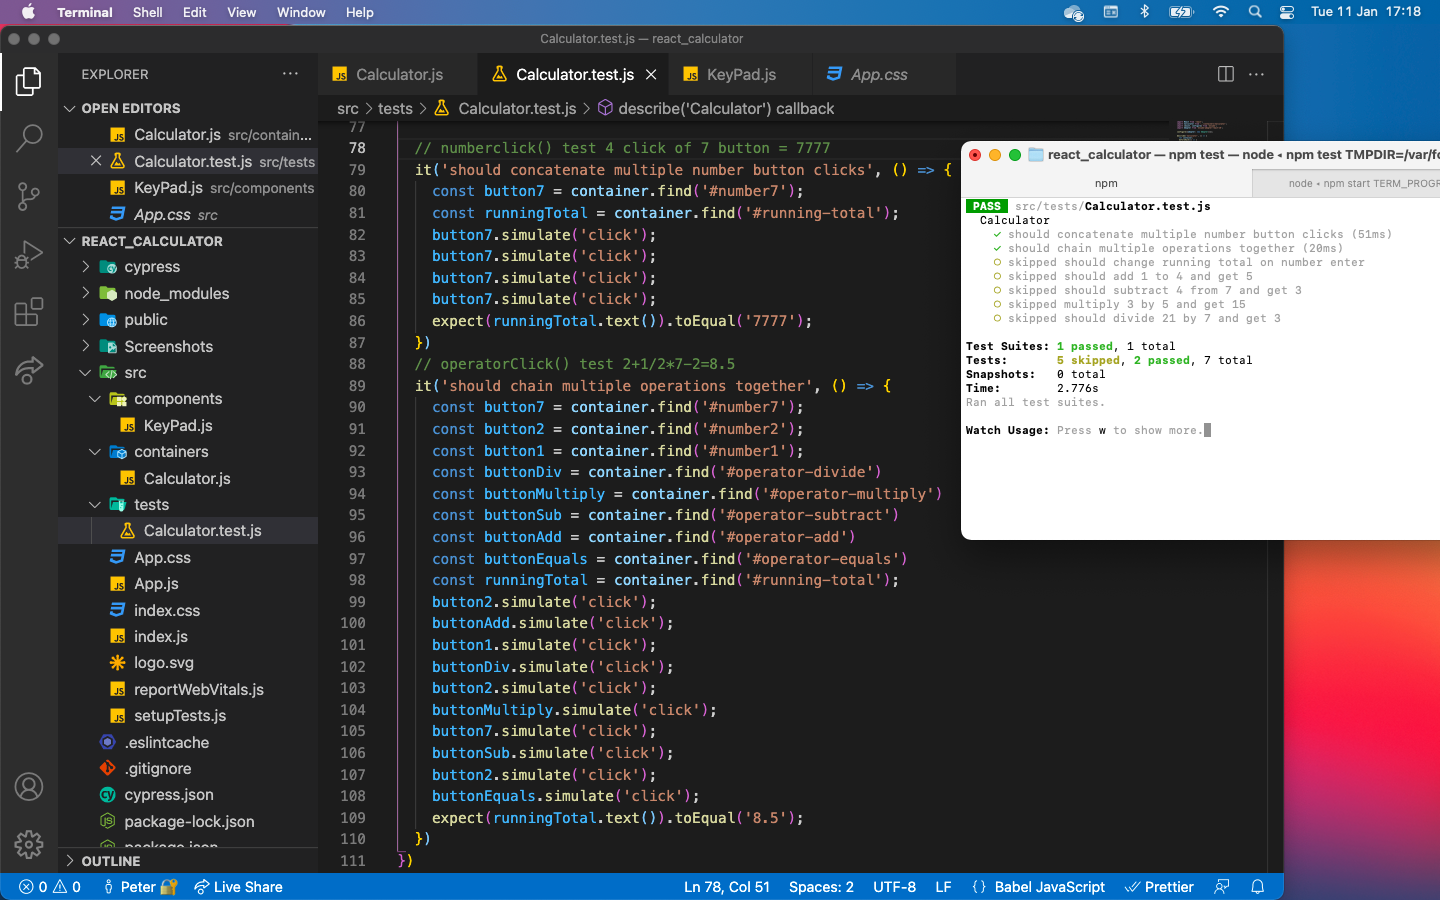 Terminal Shell Edit View Window Help Tue 11 Jan 17:18
Calculator.test.js — react_calculator
EXPLORER
OPEN EDITORS
Calculator.js src/contain...
Calculator.test.js src/tests
KeyPad.js src/components
App.css src
REACT_CALCULATOR
cypress
node_modules
public
Screenshots
src
components
KeyPad.js
containers
Calculator.js
tests
Calculator.test.js
App.css
App.js
index.css
index.js
logo.svg
reportWebVitals.js
setupTests.js
.eslintcache
.gitignore
cypress.json
package-lock.json
package.json
OUTLINE
Calculator.js Calculator.test.js KeyPad.js App.css
src > tests > Calculator.test.js > describe('Calculator') callback
77
78 // numberclick() test 4 click of 7 button = 7777
79 it('should concatenate multiple number button clicks', () => {
80 const button7 = container.find('#number7');
81 const runningTotal = container.find('#running-total');
82 button7.simulate('click');
83 button7.simulate('click');
84 button7.simulate('click');
85 button7.simulate('click');
86 expect(runningTotal.text()).toEqual('7777');
87 })
88 // operatorClick() test 2+1/2*7-2=8.5
89 it('should chain multiple operations together', () => {
90 const button7 = container.find('#number7');
91 const button2 = container.find('#number2');
92 const button1 = container.find('#number1');
93 const buttonDiv = container.find('#operator-divide')
94 const buttonMultiply = container.find('#operator-multiply')
95 const buttonSub = container.find('#operator-subtract')
96 const buttonAdd = container.find('#operator-add')
97 const buttonEquals = container.find('#operator-equals')
98 const runningTotal = container.find('#running-total');
99 button2.simulate('click');
100 buttonAdd.simulate('click');
101 button1.simulate('click');
102 buttonDiv.simulate('click');
103 button2.simulate('click');
104 buttonMultiply.simulate('click');
105 button7.simulate('click');
106 buttonSub.simulate('click');
107 button2.simulate('click');
108 buttonEquals.simulate('click');
109 expect(runningTotal.text()).toEqual('8.5');
110 })
111 })
react_calculator — npm test — node ◂ npm test TMPDIR=/var/fo
npm node ◂ npm start TERM_PROGR
PASS src/tests/Calculator.test.js
Calculator
✓ should concatenate multiple number button clicks (51ms)
✓ should chain multiple operations together (20ms)
○ skipped should change running total on number enter
○ skipped should add 1 to 4 and get 5
○ skipped should subtract 4 from 7 and get 3
○ skipped multiply 3 by 5 and get 15
○ skipped should divide 21 by 7 and get 3
Test Suites: 1 passed, 1 total
Tests: 5 skipped, 2 passed, 7 total
Snapshots: 0 total
Time: 2.776s
Ran all test suites.
Watch Usage: Press w to show more.
0 0 Peter Live Share Ln 78, Col 51 Spaces: 2 UTF-8 LF {} Babel JavaScript Prettier